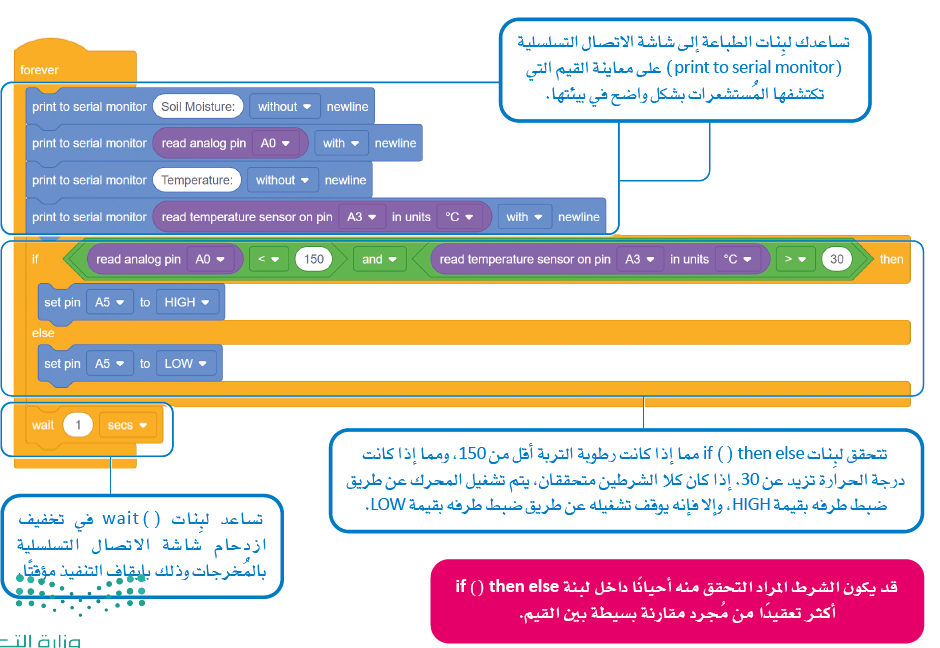 تساعدك لبِنات الطباعة إلى شاشة الاتصال التسلسلية
(print to serial monitor) على معاينة القيم التي
تكتشفها المُستشعرات بشكل واضح في بيئتها.
forever
print to serial monitor Soil Moisture: without newline
print to serial monitor read analog pin A0 with newline
print to serial monitor Temperature: without newline
print to serial monitor read temperature sensor on pin A3 in units °C with newline
if read analog pin A0 < 150 and read temperature sensor on pin A3 in units °C > 30 then
set pin A5 to HIGH
else
set pin A5 to LOW
wait 1 secs
تتحقق لبِنات if () then else مما إذا كانت رطوبة التربة أقل من 150، ومما إذا كانت
درجة الحرارة تزيد عن 30. إذا كان كلا الشرطين متحققان، يتم تشغيل المحرك عن طريق
ضبط طرفه بقيمة HIGH، وإلا فإنه يوقف تشغيله عن طريق ضبط طرفه بقيمة LOW.
تساعد لبِنات wait () في تخفيف
ازدحام شاشة الاتصال التسلسلية
بالمُخرجات وذلك بإيقاف التنفيذ مؤقتًا.
قد يكون الشرط المراد التحقق منه أحيانًا داخل لبنة if () then else
أكثر تعقيدًا من مُجرد مقارنة بسيطة بين القيم.
وزارة